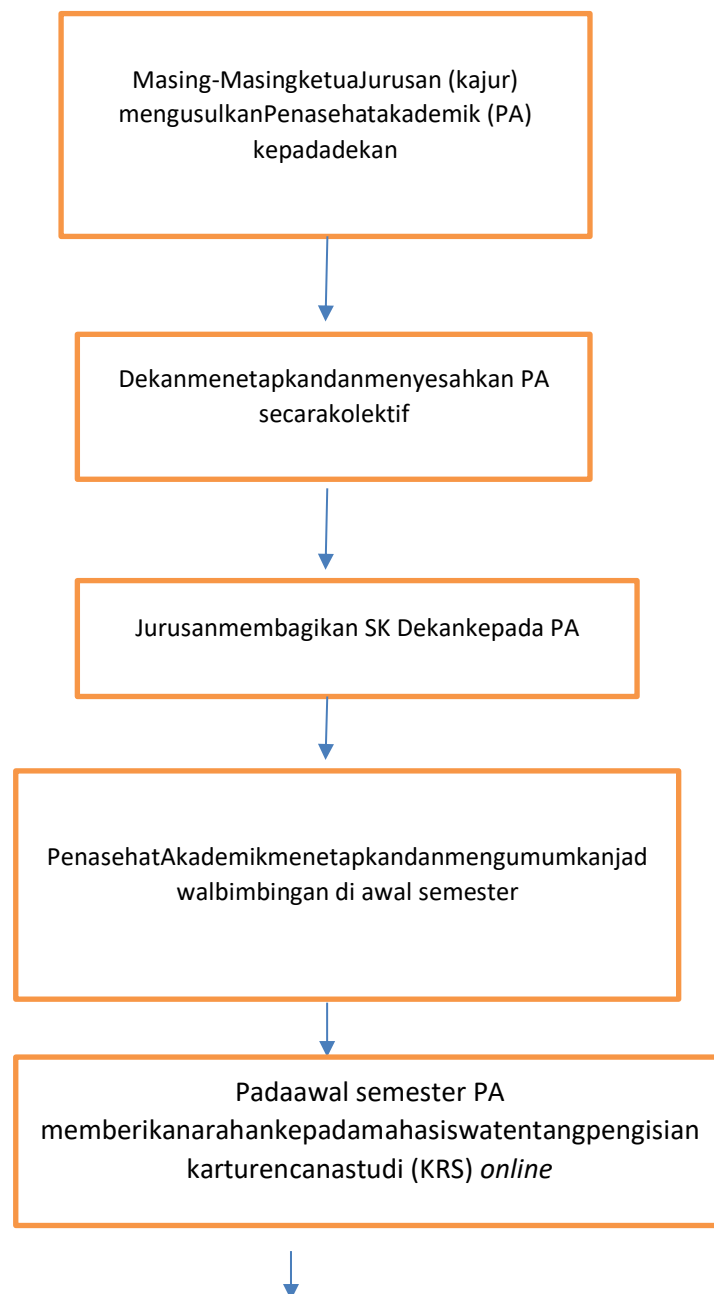 Masing-MasingketuaJurusan (kajur)
mengusulkanPenasehatakademik (PA)
kepadadekan
Dekanmenetapkandanmenyesahkan PA
secarakolektif
Jurusanmembagikan SK Dekankepada PA
PenasehatAkademikmenetapkandanmengumumkanjad
walbimbingan di awal semester
Padaawal semester PA
memberikanarahankepadamahasiswatentangpengisian
karturencanastudi (KRS) online